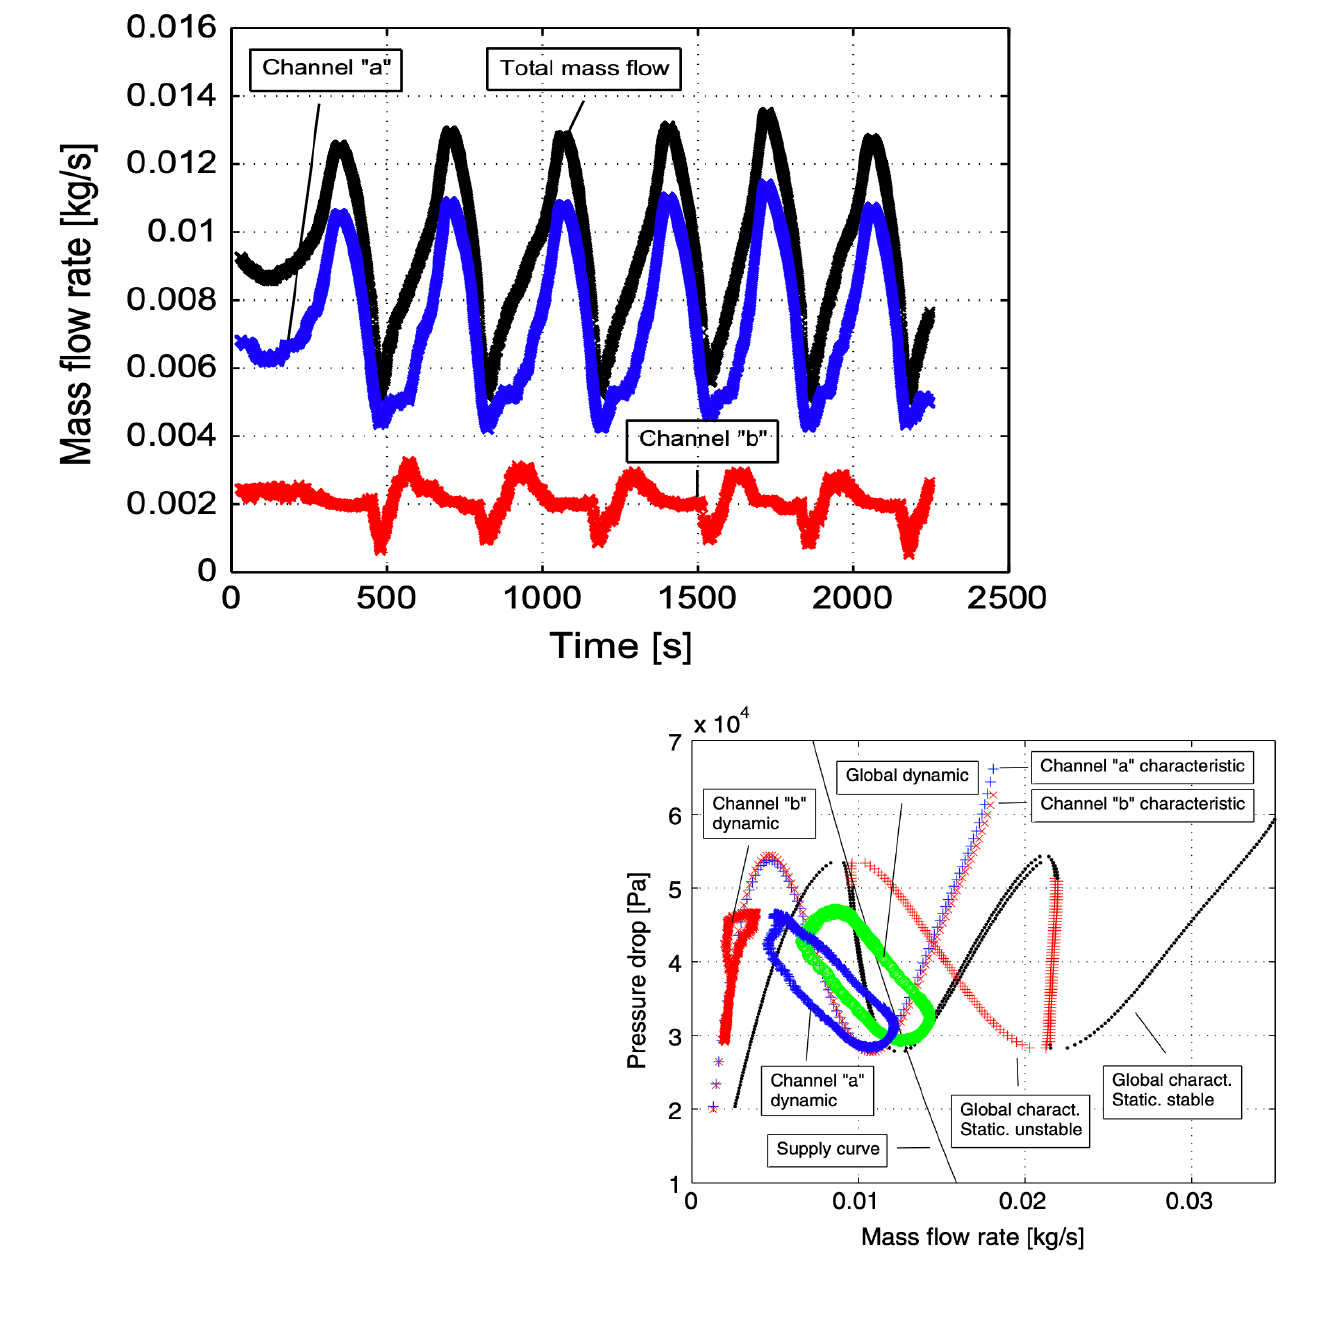 0.016
0.014
0.012
0.01
0.008
0.006
0.004
0.002
0
Mass flow rate [kg/s]
Channel "a"
Total mass flow
Channel "b"
0 500 1000 1500 2000 2500
Time [s]
x 10^4
7
6
5
4
3
2
1
Pressure drop [Pa]
Global dynamic
Channel "a" characteristic
Channel "b" characteristic
Channel "b"
dynamic
Channel "a"
dynamic
Global charact.
Static. stable
Global charact.
Static. unstable
Supply curve
0 0.01 0.02 0.03
Mass flow rate [kg/s]